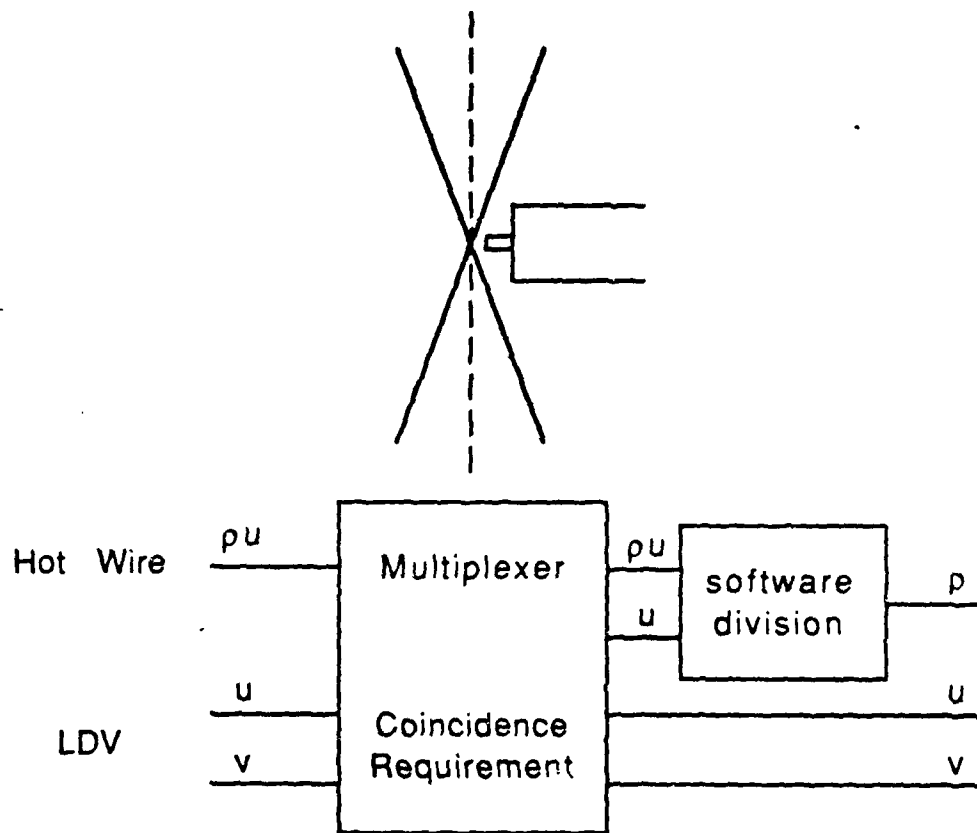 Hot Wire
ρu
Multiplexer
ρu
u
software
division
ρ
LDV
u
v
Coincidence
Requirement
u
v